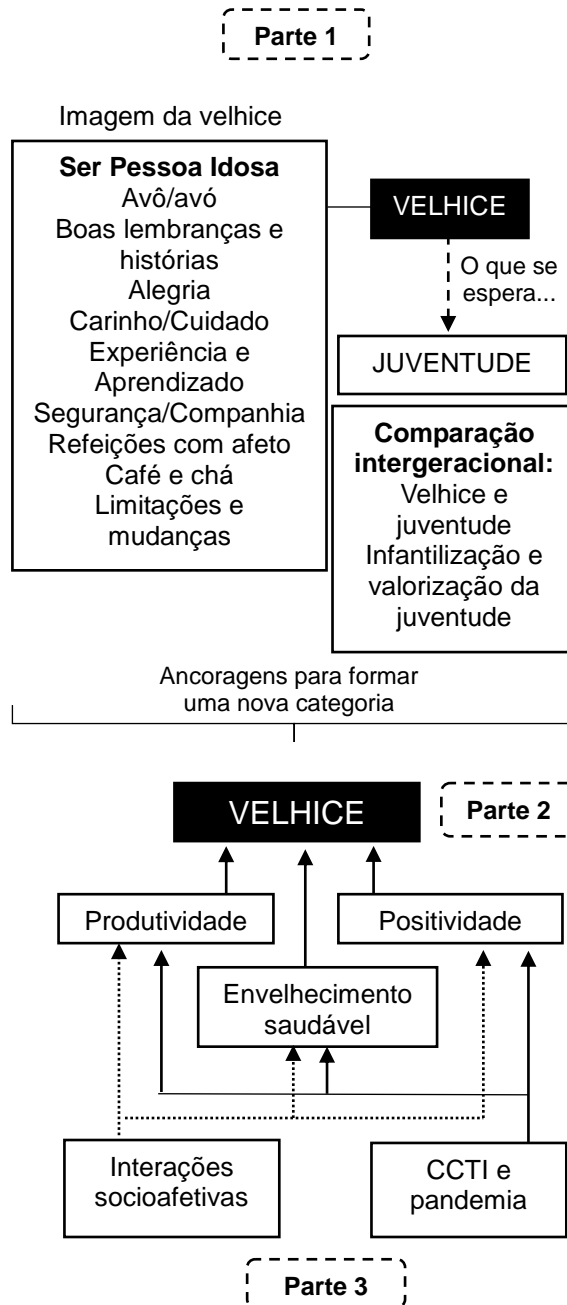 Parte 1
Imagem da velhice
Ser Pessoa Idosa
Avô/avó
Boas lembranças e
histórias
Alegria
Carinho/Cuidado
Experiência e
Aprendizado
Segurança/Companhia
Refeições com afeto
Café e chá
Limitações e
mudanças
VELHICE
O que se
espera...
JUVENTUDE
Comparação
intergeracional:
Velhice e
juventude
Infantilização e
valorização da
juventude
Ancoragens para formar
uma nova categoria
VELHICE
Parte 2
Produtividade
Positividade
Envelhecimento
saudável
Interações
socioafetivas
CCTI e
pandemia
Parte 3